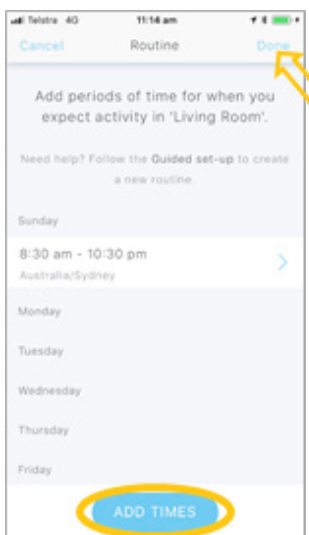 Telstra 4G 11:14 am
Cancel Routine Done
Add periods of time for when you
expect activity in 'Living Room'.
Need help? Follow the Guided set-up to create
a new routine.
Sunday
8:30 am - 10:30 pm
Australia/Sydney
Monday
Tuesday
Wednesday
Thursday
Friday
ADD TIMES